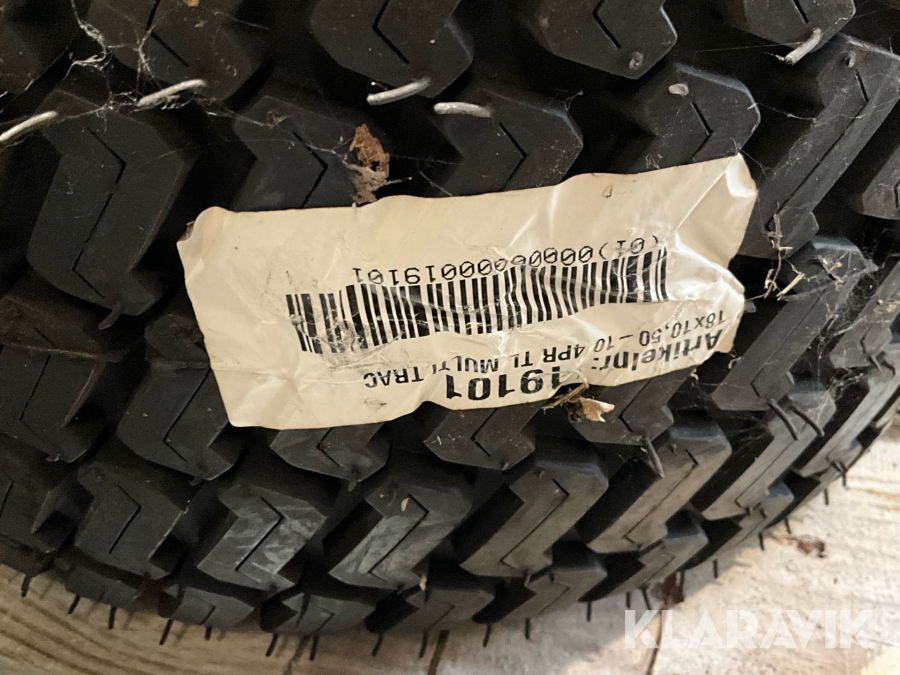 Artikelnr: 19101
18x10,50 – 10 4PR TL MULTI TRAC
(01)00000000019101
KLARAVIK